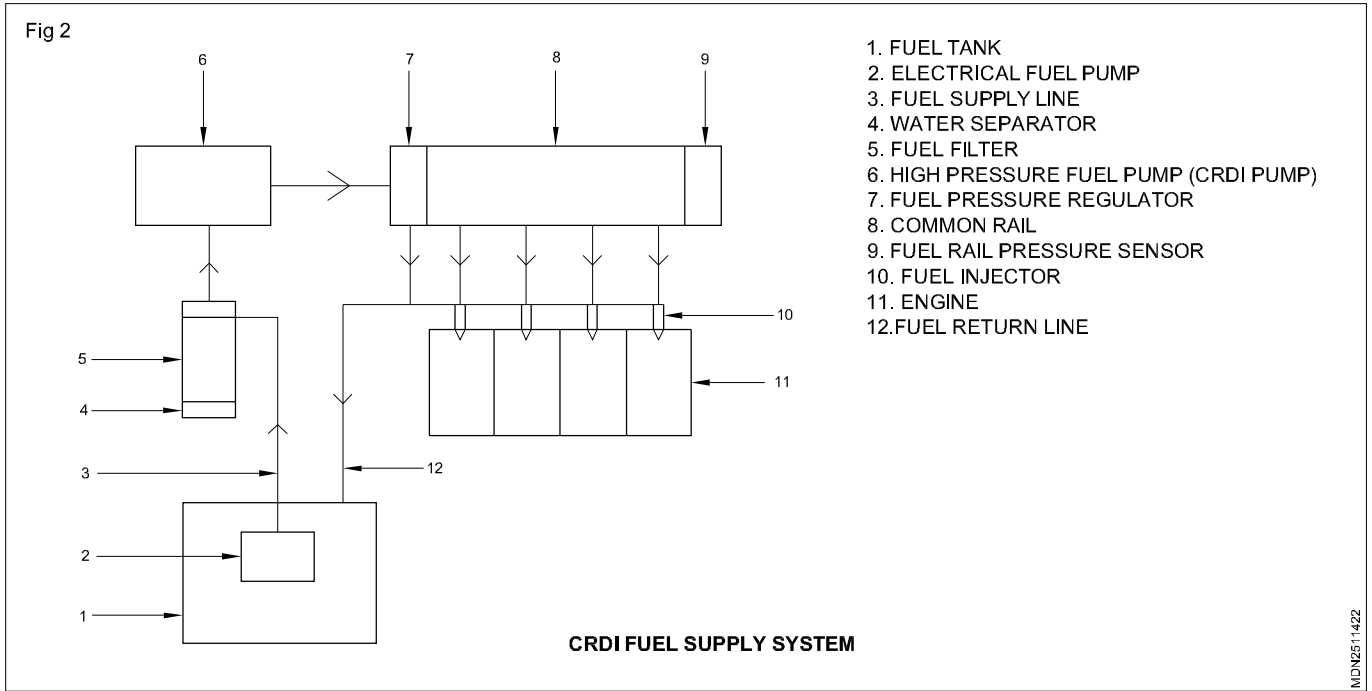 Fig 2
6
7
8
9
1. FUEL TANK
2. ELECTRICAL FUEL PUMP
3. FUEL SUPPLY LINE
4. WATER SEPARATOR
5. FUEL FILTER
6. HIGH PRESSURE FUEL PUMP (CRDI PUMP)
7. FUEL PRESSURE REGULATOR
8. COMMON RAIL
9. FUEL RAIL PRESSURE SENSOR
10. FUEL INJECTOR
11. ENGINE
12.FUEL RETURN LINE
10
5
11
4
3
12
2
1
CRDI FUEL SUPPLY SYSTEM
MDN2511422